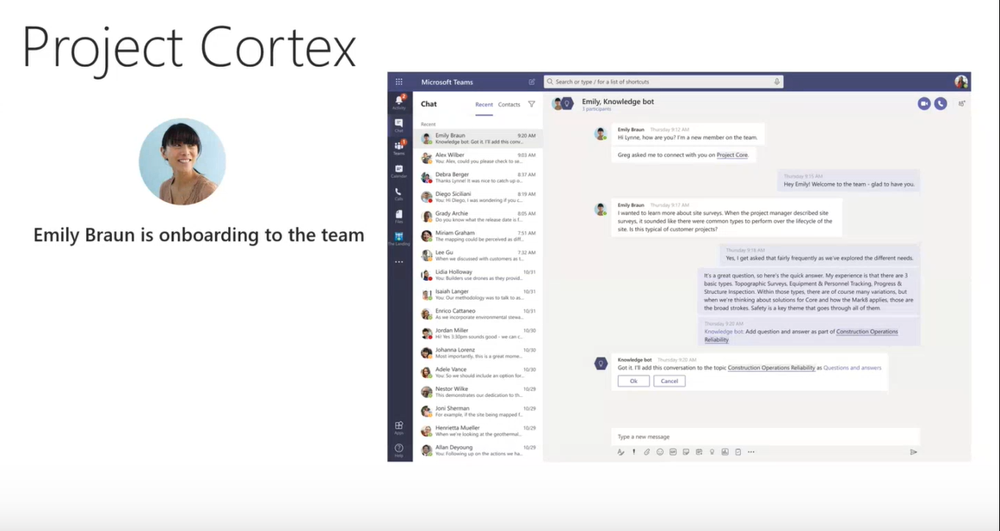 Project Cortex
Emily Braun is onboarding to the team
Microsoft Teams
Search or type / for a list of shortcuts
Activity
Chat
Teams
Calendar
Calls
Files
The Landing
Apps
Help
Chat
Recent
Contacts
Recent
Emily Braun 9:20 AM
Knowledge bot: Got it. I'll add this conv...
Alex Wilber 9:03 AM
You: Alex, could you please check to se...
Debra Berger 8:37 AM
Thanks Lynne! It was nice to catch up o...
Diego Siciliani 8:19 AM
You: Hi Diego, I was wondering if you c...
Grady Archie 8:05 AM
Do you know what the release date is f...
Miriam Graham 7:51 AM
The mapping could be perceived as diff...
Lee Gu 7:32 AM
When we discussed with customers as t...
Lidia Holloway 10/31
You: Builders use drones as they provid...
Isaiah Langer 10/31
You: Our methodology was to talk to as...
Enrico Cattaneo 10/31
As we incorporate environmental stewa...
Jordan Miller 10/30
Hi! Yes 3:30pm sounds good - we can c...
Johanna Lorenz 10/30
Most importantly, this is a great mome...
Adele Vance 10/30
You: So we should include an option for...
Nestor Wilke 10/29
This demonstrates our dedication to th...
Joni Sherman 10/29
For example, if the site being mapped f...
Henrietta Mueller 10/29
When we're looking at the geothermal...
Allan Deyoung 10/29
You: Following up on the actions we ha...
Emily, Knowledge bot
3 participants
Emily Braun Thursday 9:12 AM
Hi Lynne, how are you? I'm a new member on the team.
Greg asked me to connect with you on Project Core.
Thursday 9:15 AM
Hey Emily! Welcome to the team - glad to have you.
Emily Braun Thursday 9:17 AM
I wanted to learn more about site surveys. When the project manager described site
surveys, it sounded like there were common types to perform over the lifecycle of the
site. Is this typical of customer projects?
Thursday 9:18 AM
Yes, I get asked that fairly frequently as we've explored the different needs.
It's a great question, so here's the quick answer. My experience is that there are 3
basic types. Topographic Surveys, Equipment & Personnel Tracking, Progress &
Structure Inspection. Within those types, there are of course many variations, but
when we're thinking about solutions for Core and how the Mark8 applies, those are
the broad strokes. Safety is a key theme that goes through all of them.
Thursday 9:20 AM
Knowledge bot: Add question and answer as part of Construction Operations
Reliability
Knowledge bot Thursday 9:20 AM
Got it. I'll add this conversation to the topic Construction Operations Reliability as Questions and answers
Ok
Cancel
Type a new message